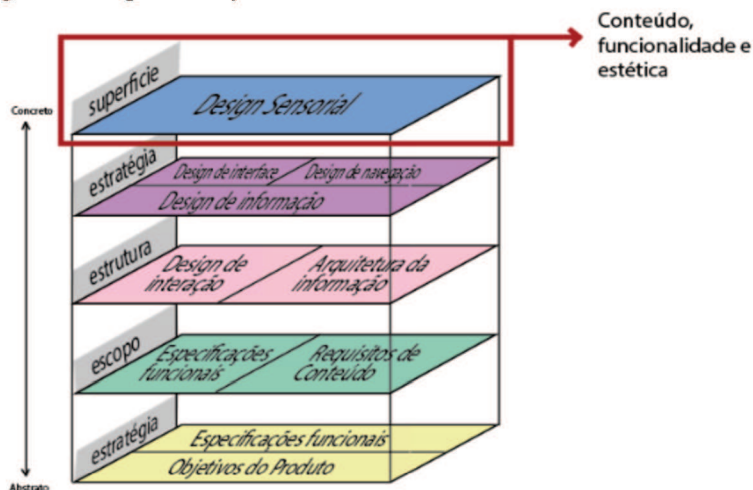 Conteúdo,
funcionalidade e
estética
superficie
Design Sensorial
Concreto
estratégia
Design de interface
Design de navegação
Design de informação
estrutura
Design de
interação
Arquitetura da
informação
escopo
Especificações
funcionais
Requisitos de
Conteúdo
estratégia
Especificações funcionais
Objetivos do Produto
Abstrato